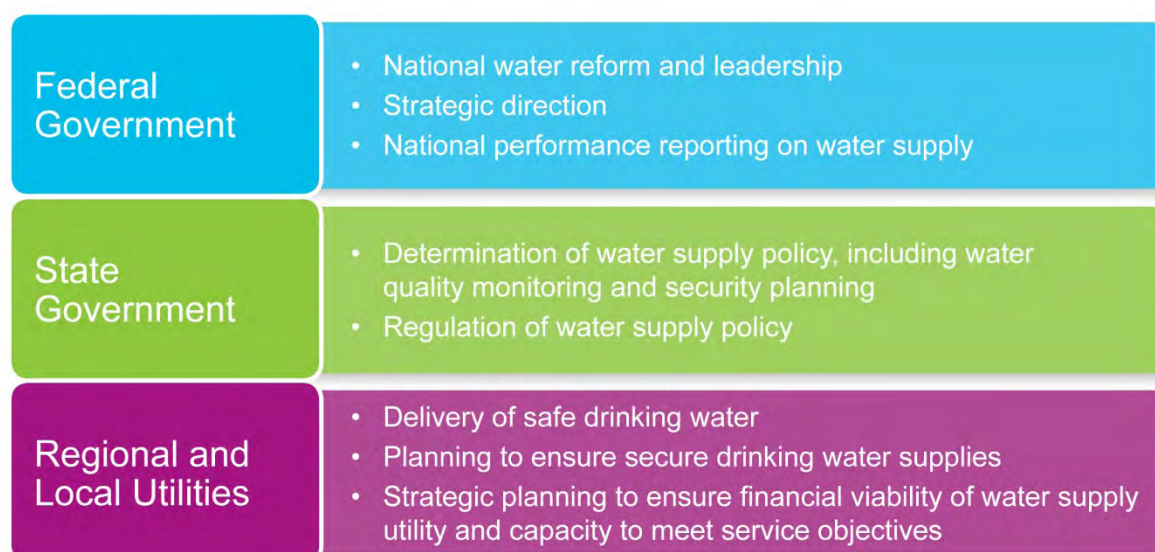 Federal
Government
• National water reform and leadership
• Strategic direction
• National performance reporting on water supply
State
Government
• Determination of water supply policy, including water
quality monitoring and security planning
• Regulation of water supply policy
Regional and
Local Utilities
• Delivery of safe drinking water
• Planning to ensure secure drinking water supplies
• Strategic planning to ensure financial viability of water supply
utility and capacity to meet service objectives